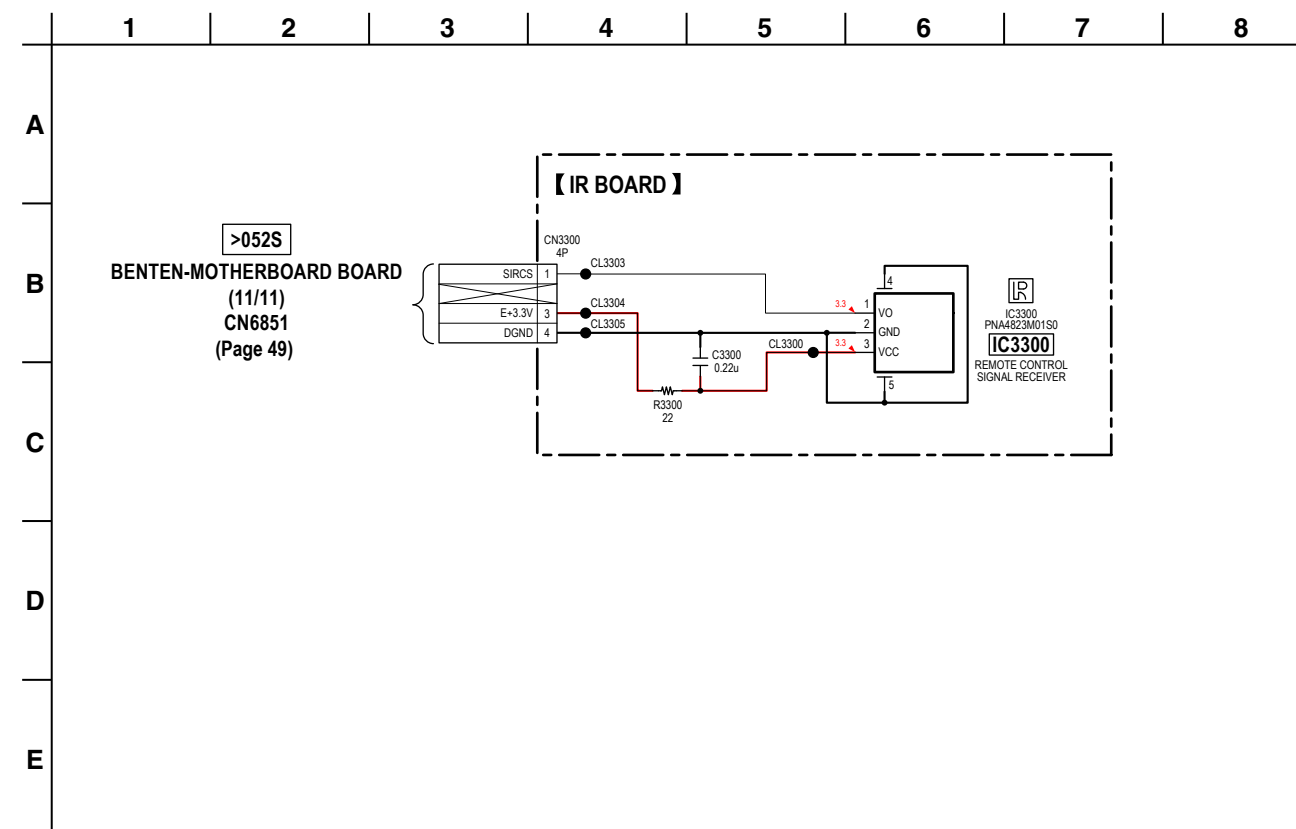 1 2 3 4 5 6 7 8
A
【 IR BOARD 】
B
>052S
BENTEN-MOTHERBOARD BOARD
(11/11)
CN6851
(Page 49)
CN3300
4P
SIRCS 1
E+3.3V 3
DGND 4
CL3303
CL3304
CL3305
C3300
0.22u
R3300
22
CL3300
3.3
3.3
4
1 VO
2 GND
3 VCC
5
IR
IC3300
PNA4823M01S0
IC3300
REMOTE CONTROL
SIGNAL RECEIVER
C
D
E